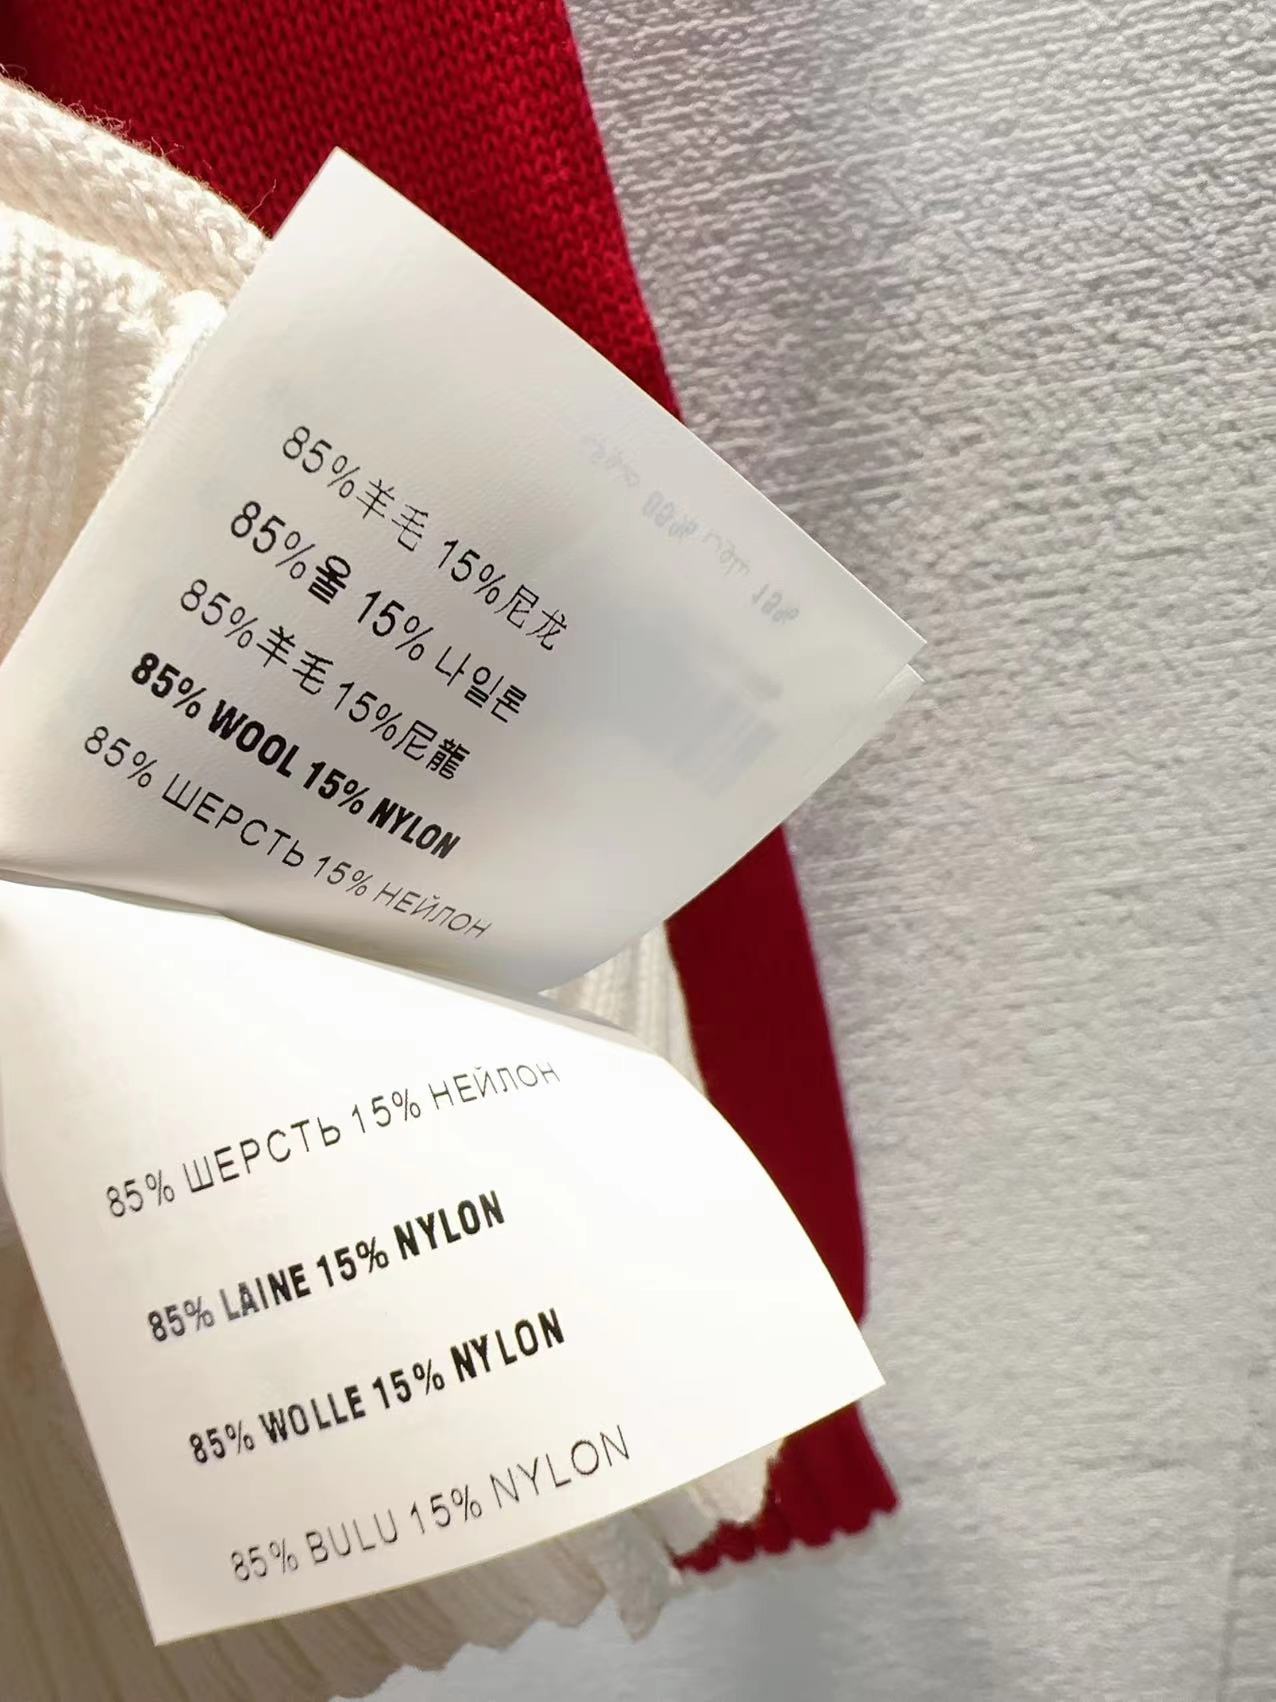 85%羊毛 15%尼龙
85%울 15% 나일론
85%羊毛 15%尼龍
85% WOOL 15% NYLON
85% ШЕРСТЬ 15% НЕЙЛОН
85% ШЕРСТЬ 15% НЕЙЛОН
85% LAINE 15% NYLON
85% WOLLE 15% NYLON
85% BULU 15% NYLON